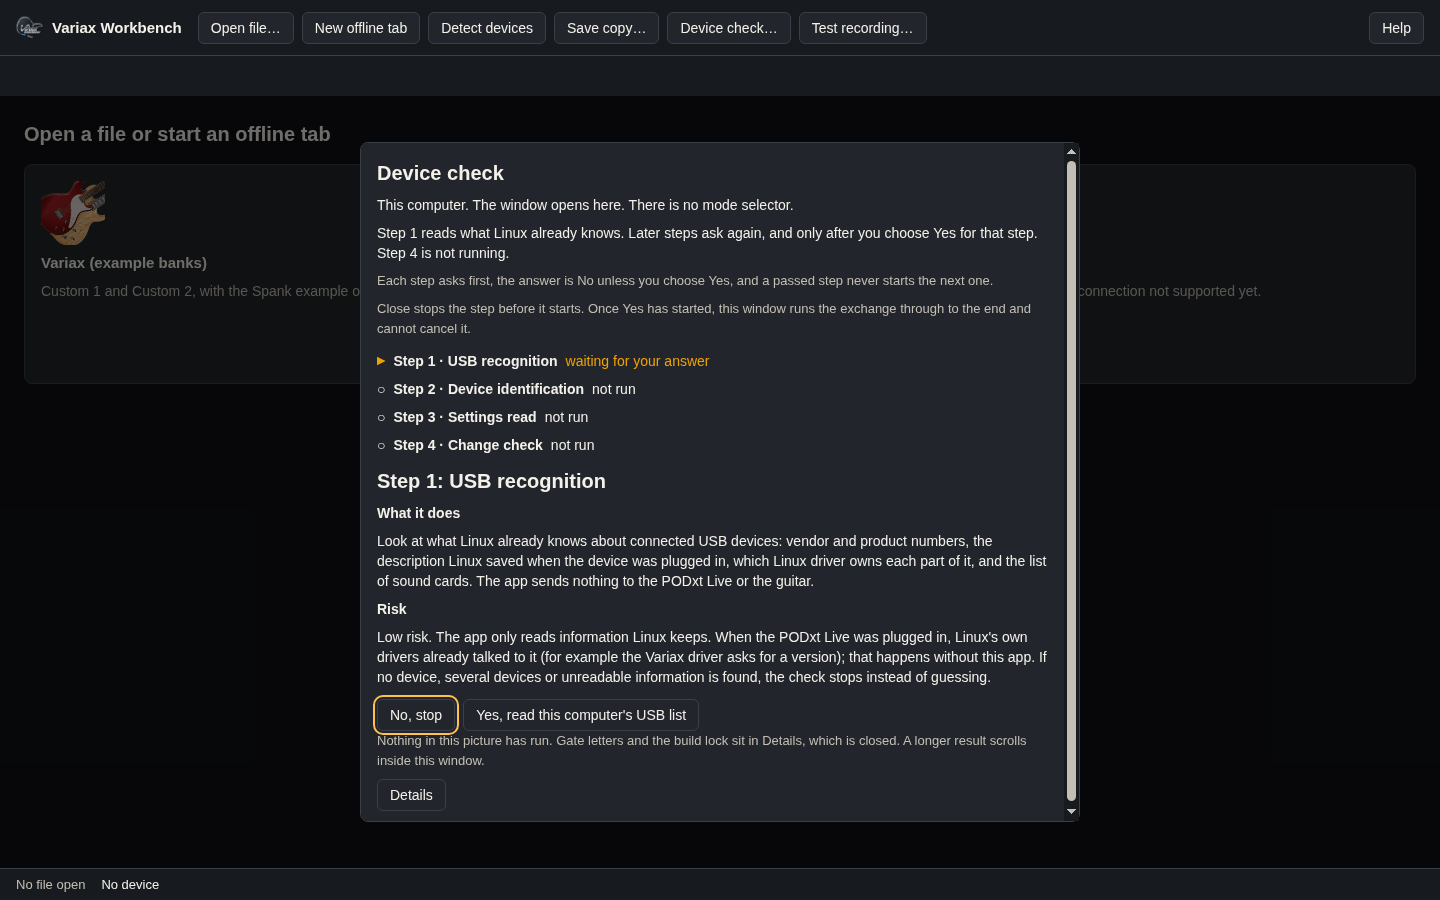 Variax Workbench
Open file…
New offline tab
Detect devices
Save copy…
Device check…
Test recording…
Help
Open a file or start an offline tab
Variax (example banks)
Custom 1 and Custom 2, with the Spank example o
connection not supported yet.
Device check
This computer. The window opens here. There is no mode selector.
Step 1 reads what Linux already knows. Later steps ask again, and only after you choose Yes for that step.
Step 4 is not running.
Each step asks first, the answer is No unless you choose Yes, and a passed step never starts the next one.
Close stops the step before it starts. Once Yes has started, this window runs the exchange through to the end and
cannot cancel it.
▶ Step 1 · USB recognition waiting for your answer
○ Step 2 · Device identification not run
○ Step 3 · Settings read not run
○ Step 4 · Change check not run
Step 1: USB recognition
What it does
Look at what Linux already knows about connected USB devices: vendor and product numbers, the
description Linux saved when the device was plugged in, which Linux driver owns each part of it, and the list
of sound cards. The app sends nothing to the PODxt Live or the guitar.
Risk
Low risk. The app only reads information Linux keeps. When the PODxt Live was plugged in, Linux's own
drivers already talked to it (for example the Variax driver asks for a version); that happens without this app. If
no device, several devices or unreadable information is found, the check stops instead of guessing.
No, stop
Yes, read this computer's USB list
Nothing in this picture has run. Gate letters and the build lock sit in Details, which is closed. A longer result scrolls
inside this window.
Details
No file open
No device